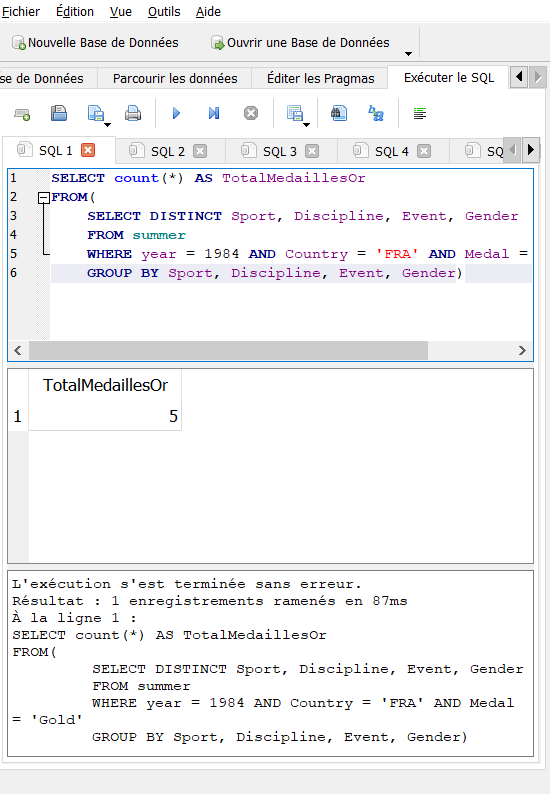 Fichier Édition Vue Outils Aide
Nouvelle Base de Données Ouvrir une Base de Données
se de Données Parcourir les données Éditer les Pragmas Exécuter le SQL
SQL 1 SQL 2 SQL 3 SQL 4 SQ
1 SELECT count(*) AS TotalMedaillesOr
2 FROM(
3 SELECT DISTINCT Sport, Discipline, Event, Gender
4 FROM summer
5 WHERE year = 1984 AND Country = 'FRA' AND Medal =
6 GROUP BY Sport, Discipline, Event, Gender)
TotalMedaillesOr
1 5
L'exécution s'est terminée sans erreur.
Résultat : 1 enregistrements ramenés en 87ms
À la ligne 1 :
SELECT count(*) AS TotalMedaillesOr
FROM(
SELECT DISTINCT Sport, Discipline, Event, Gender
FROM summer
WHERE year = 1984 AND Country = 'FRA' AND Medal
= 'Gold'
GROUP BY Sport, Discipline, Event, Gender)